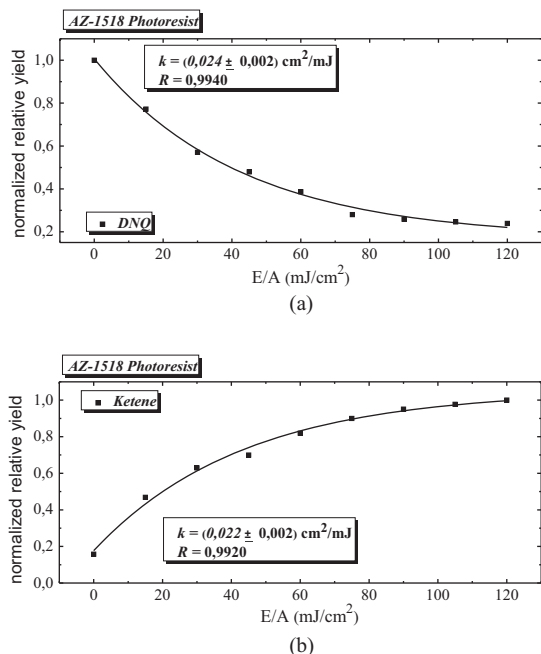 AZ-1518 Photoresist
k = (0,024 ± 0,002) cm²/mJ
R = 0,9940
normalized relative yield
1,0
0,8
0,6
0,4
0,2
DNQ
0 20 40 60 80 100 120
E/A (mJ/cm²)
(a)
AZ-1518 Photoresist
Ketene
normalized relative yield
1,0
0,8
0,6
0,4
0,2
0,0
k = (0,022 ± 0,002) cm²/mJ
R = 0,9920
0 20 40 60 80 100 120
E/A (mJ/cm²)
(b)